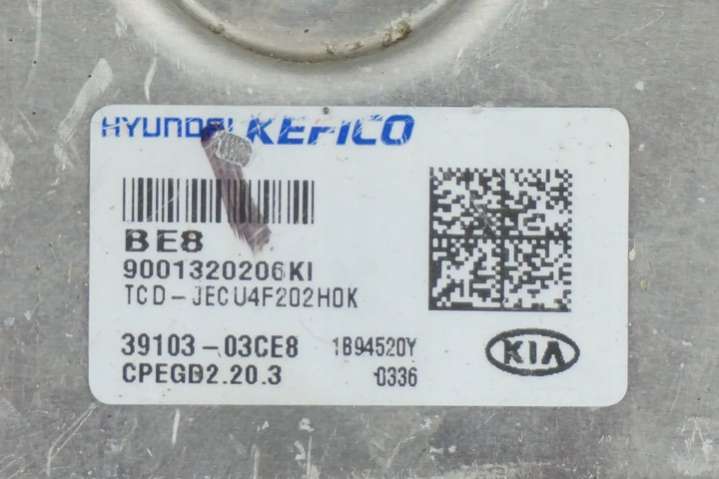 HYUNDAI KEFICO
BE8
9001320206KI
TCD-JECU4F202H0K
39103-03CE8 1B94520Y
CPEGD2.20.3 0336
KIA